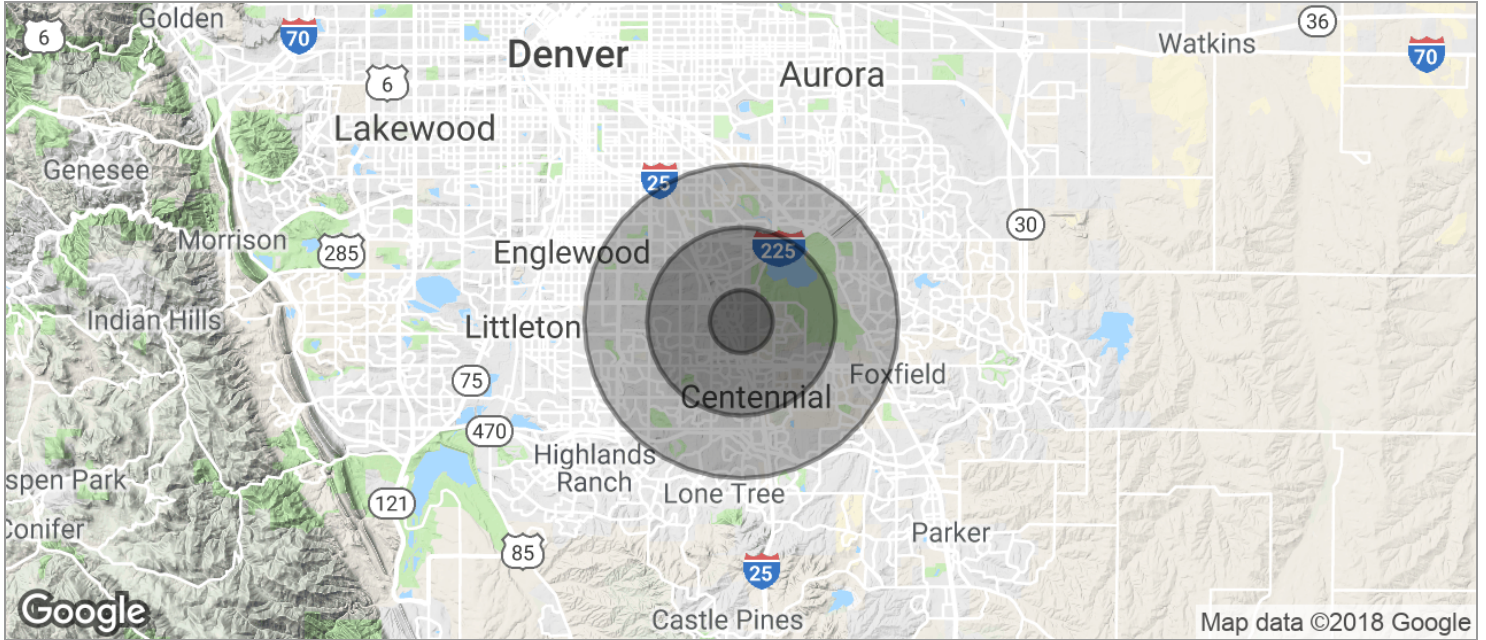 Golden
6
70
Denver
36
Watkins
70
6
Aurora
Lakewood
Genesee
25
30
Morrison
285
Englewood
225
Indian Hills
Littleton
75
Foxfield
Centennial
470
Highlands
Ranch
spen Park
Lone Tree
121
Conifer
Parker
85
25
Google
Castle Pines
Map data ©2018 Google